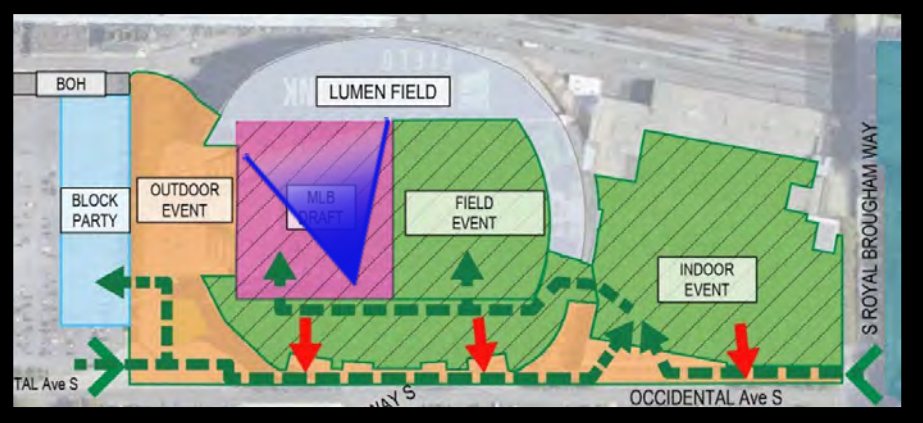 BOH
LUMEN FIELD
BLOCK
PARTY
OUTDOOR
EVENT
MLB
DRAFT
FIELD
EVENT
INDOOR
EVENT
S ROYAL BROUGHAM WAY
TAL Ave S
WAY S
OCCIDENTAL Ave S